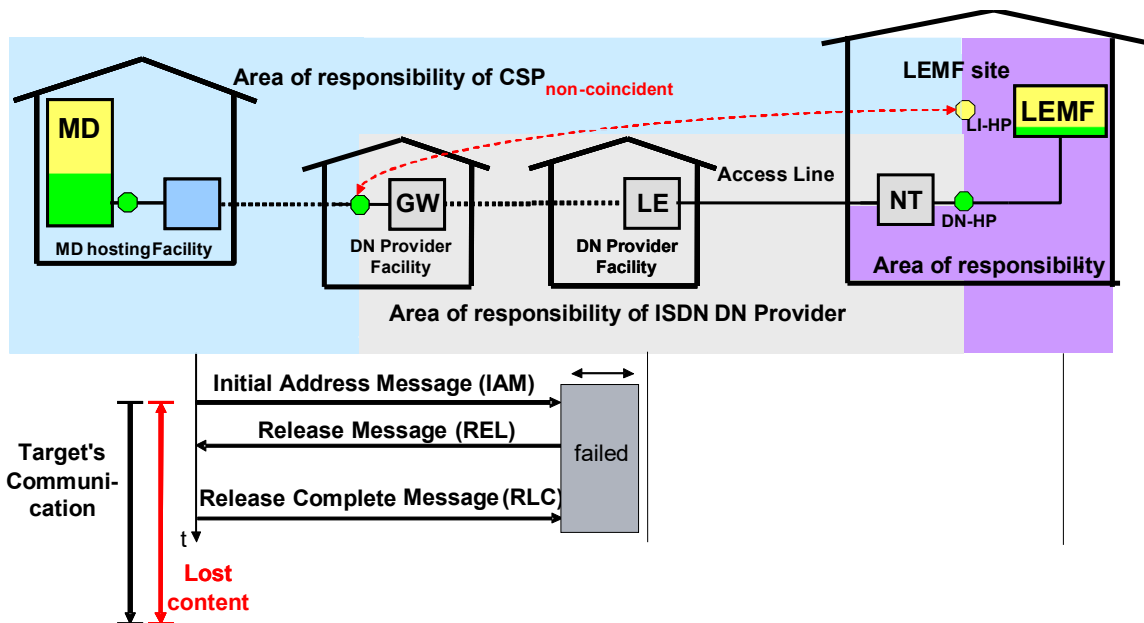 Area of responsibility of CSP non-coincident
LEMF site
MD
LI-HP
LEMF
Access Line
GW
LE
NT
DN-HP
MD hosting Facility
DN Provider
Facility
DN Provider
Facility
Area of responsibility
Area of responsibility of ISDN DN Provider
Initial Address Message (IAM)
Release Message (REL)
failed
Target's
Communi-
cation
Release Complete Message (RLC)
t
Lost
content